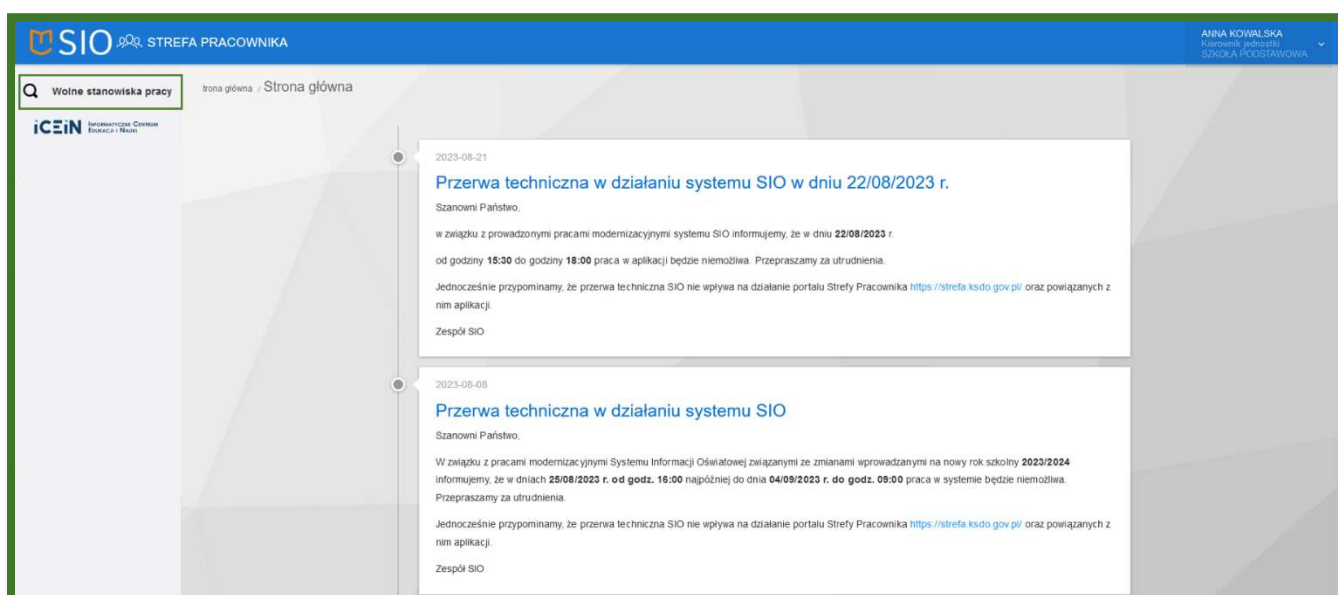 SIO STREFA PRACOWNIKA
ANNA KOWALSKA
Kierownik jednostki
SZKOŁA PODSTAWOWA
Wolne stanowiska pracy
trona główna / Strona główna
iCEiN Informatyczne Centrum
Edukacji i Nauki
2023-08-21
Przerwa techniczna w działaniu systemu SIO w dniu 22/08/2023 r.
Szanowni Państwo,
w związku z prowadzonymi pracami modernizacyjnymi systemu SIO informujemy, że w dniu 22/08/2023 r.
od godziny 15:30 do godziny 18:00 praca w aplikacji będzie niemożliwa. Przepraszamy za utrudnienia.
Jednocześnie przypominamy, że przerwa techniczna SIO nie wpływa na działanie portalu Strefy Pracownika https://strefa.ksdo.gov.pl/ oraz powiązanych z
nim aplikacji.
Zespół SIO
2023-08-08
Przerwa techniczna w działaniu systemu SIO
Szanowni Państwo,
W związku z pracami modernizacyjnymi Systemu Informacji Oświatowej związanymi ze zmianami wprowadzanymi na nowy rok szkolny 2023/2024
informujemy, że w dniach 25/08/2023 r. od godz. 16:00 najpóźniej do dnia 04/09/2023 r. do godz. 09:00 praca w systemie będzie niemożliwa.
Przepraszamy za utrudnienia.
Jednocześnie przypominamy, że przerwa techniczna SIO nie wpływa na działanie portalu Strefy Pracownika https://strefa.ksdo.gov.pl/ oraz powiązanych z
nim aplikacji.
Zespół SIO